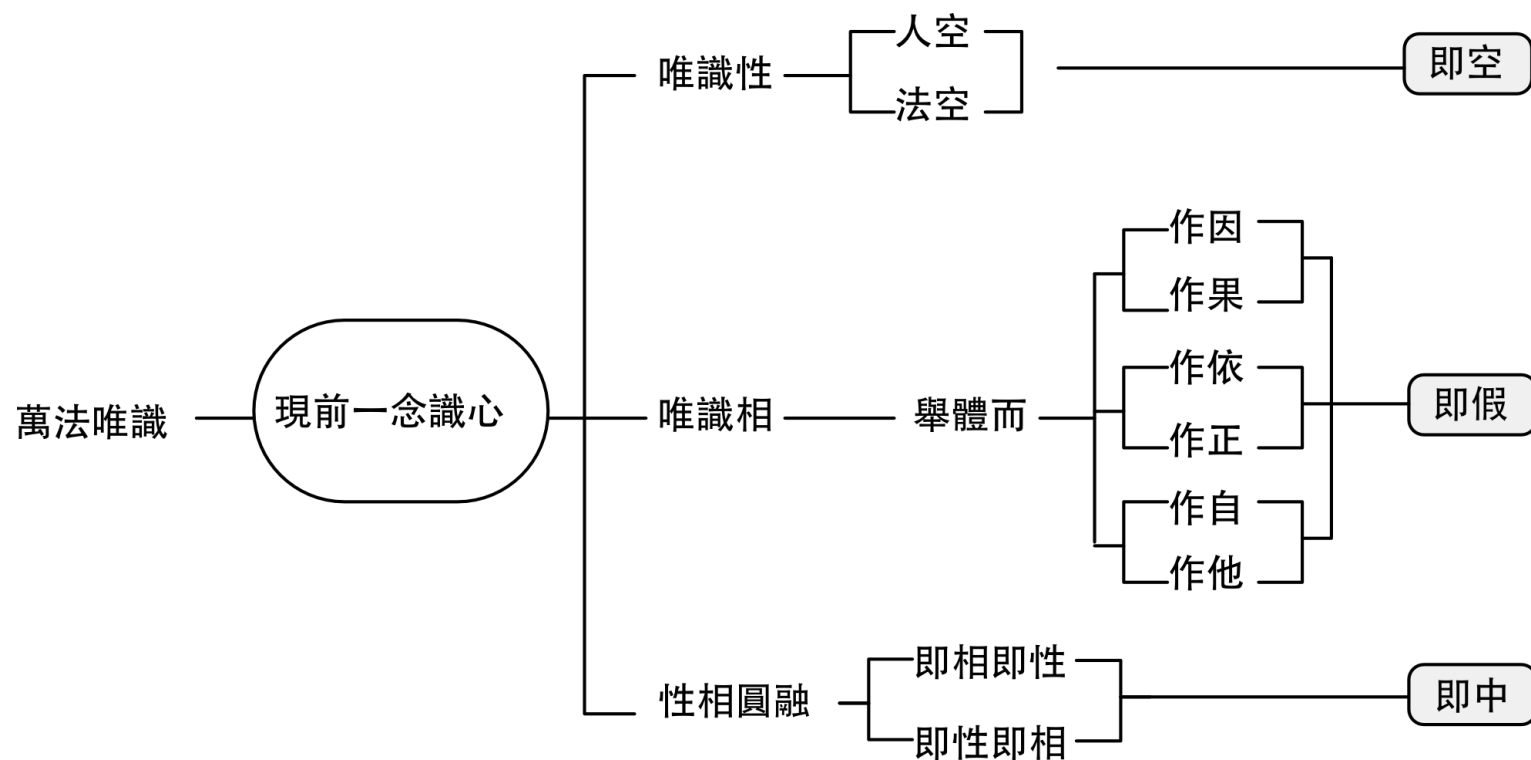 萬法唯識
現前一念識心
唯識性
人空
法空
即空
唯識相
舉體而
作因
作果
作依
作正
作自
作他
即假
性相圓融
即相即性
即性即相
即中